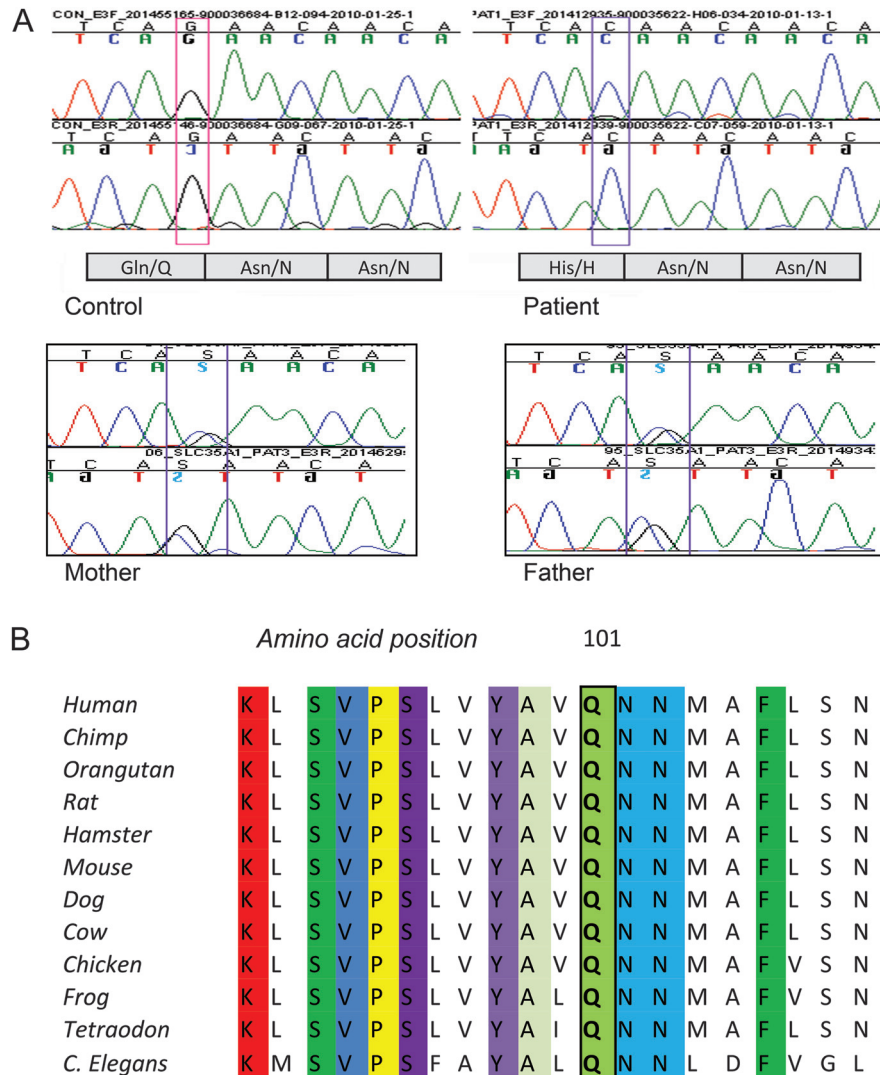 A
CON_E3F_201455165-900036684-B12-094-2010-01-25-1
T C A G A A C A A C A
T C A G A A C A A C A
CON_E3R_201455146-900036684-G09-067-2010-01-25-1
T C A G A A C A A C
A G T C T T G T T G
Gln/Q Asn/N Asn/N
Control
PAT1_E3F_201412935-900035622-H06-034-2010-01-13-1
T C A C A A C A A C A
T C A C A A C A A C A
PAT1_E3R_201412939-900035622-C07-059-2010-01-13-1
T C A C A A C A A C
A G T G T T G T T G
His/H Asn/N Asn/N
Patient
T C A S A A C A
T C A S A A C A
06_SLC35A1_PAT3_E3R_2014629
T C A S A A C A
A G T S T T G T
Mother
T C A S A A C A
T C A S A A C A
95_SLC35A1_PAT3_E3R_2014934
T C A S A A C A
A G T S T T G T
Father
B
Amino acid position 101
Human K L S V P S L V Y A V Q N N M A F L S N
Chimp K L S V P S L V Y A V Q N N M A F L S N
Orangutan K L S V P S L V Y A V Q N N M A F L S N
Rat K L S V P S L V Y A V Q N N M A F L S N
Hamster K L S V P S L V Y A V Q N N M A F L S N
Mouse K L S V P S L V Y A V Q N N M A F L S N
Dog K L S V P S L V Y A V Q N N M A F L S N
Cow K L S V P S L V Y A V Q N N M A F L S N
Chicken K L S V P S L V Y A V Q N N M A F V S N
Frog K L S V P S L V Y A L Q N N M A F V S N
Tetraodon K L S V P S L V Y A I Q N N M A F L S N
C. Elegans K M S V P S F A Y A L Q N N L D F V G L